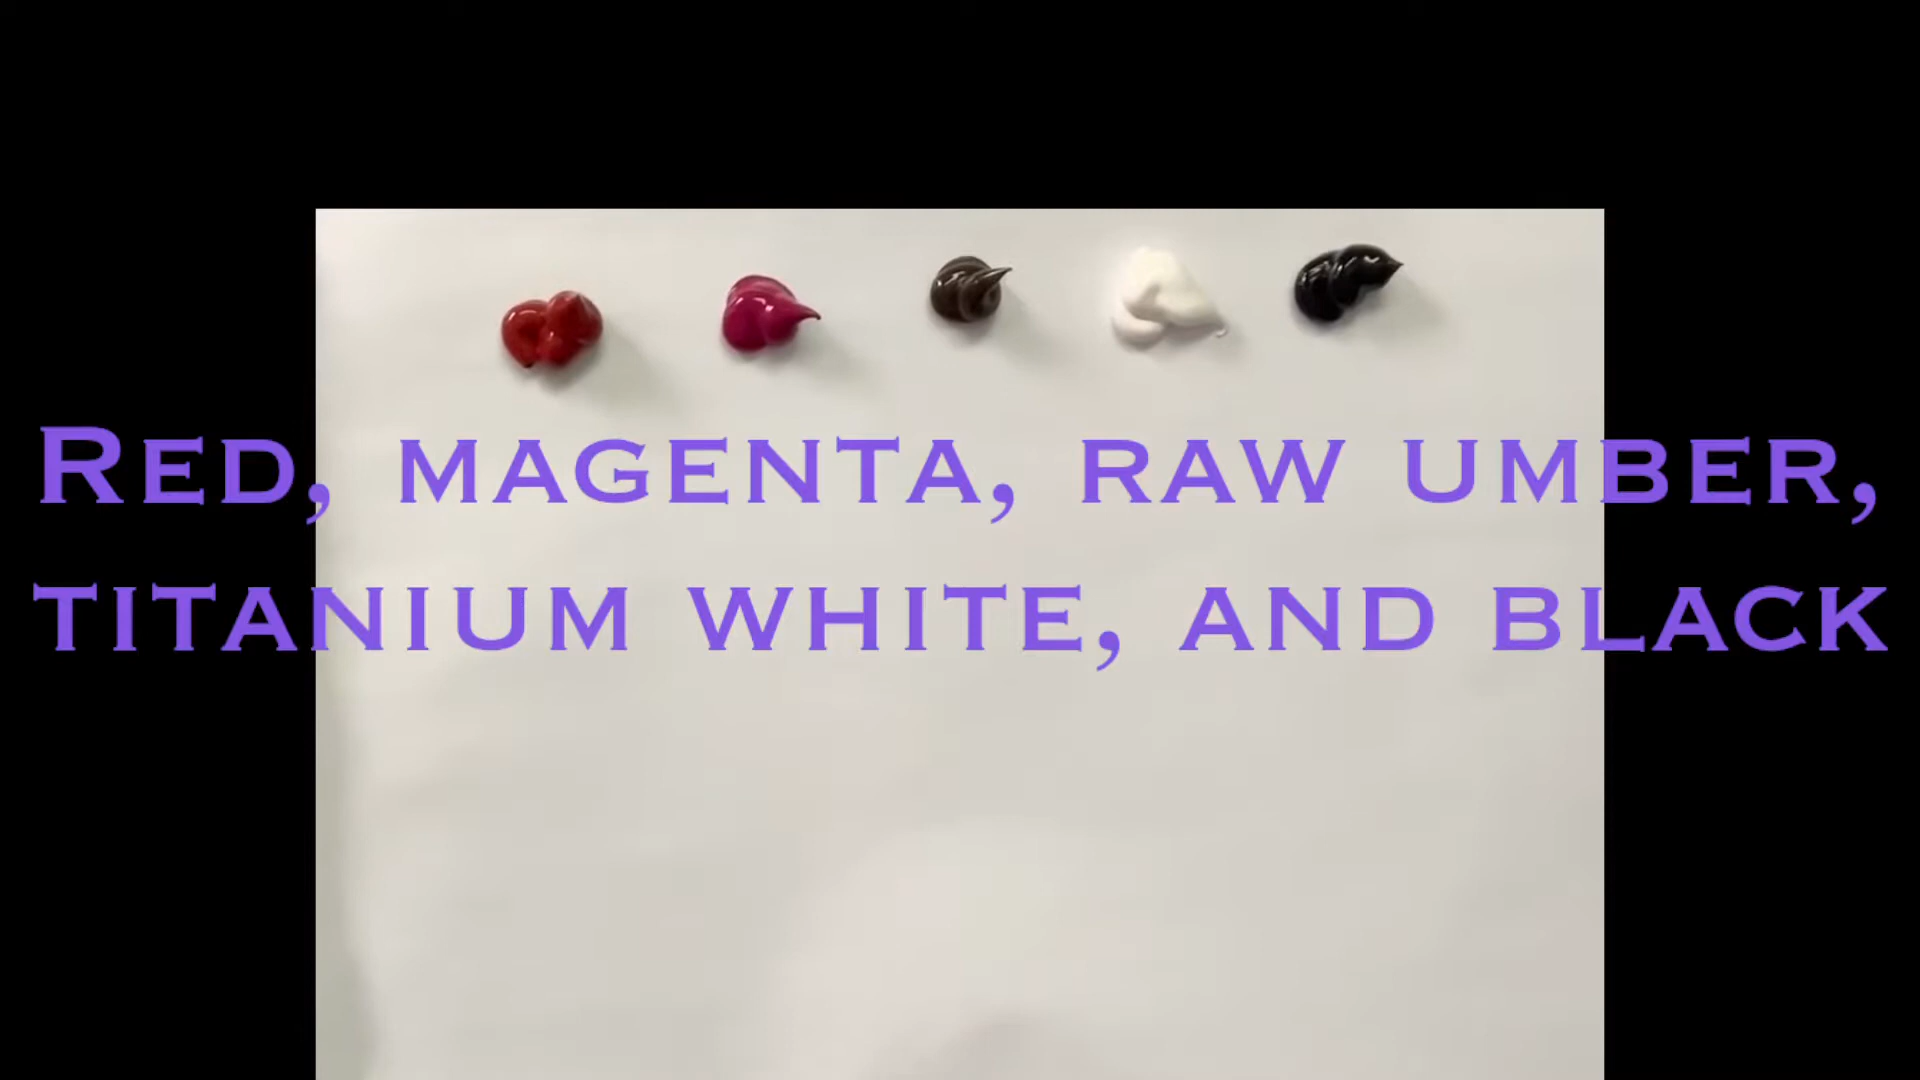 Red, magenta, raw umber,
titanium white, and black